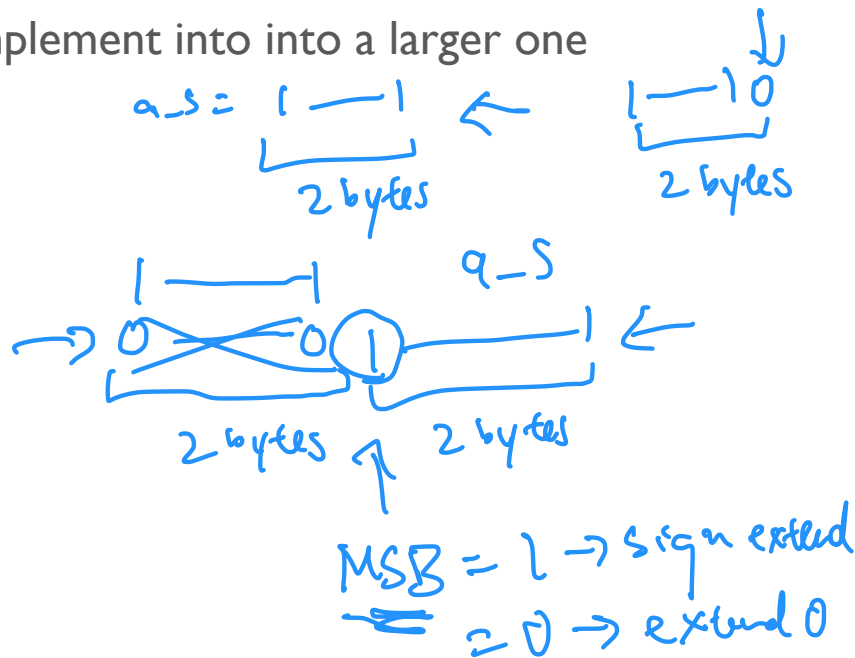 nplement into into a larger one
a_s = 1 — 1 ← 1 — 1 0
2 bytes 2 bytes
1 — 1 a_s
→ 0 — 0 1 — 1 ←
2 bytes 2 bytes
MSB = 1 → sign extend
= 0 → extend 0